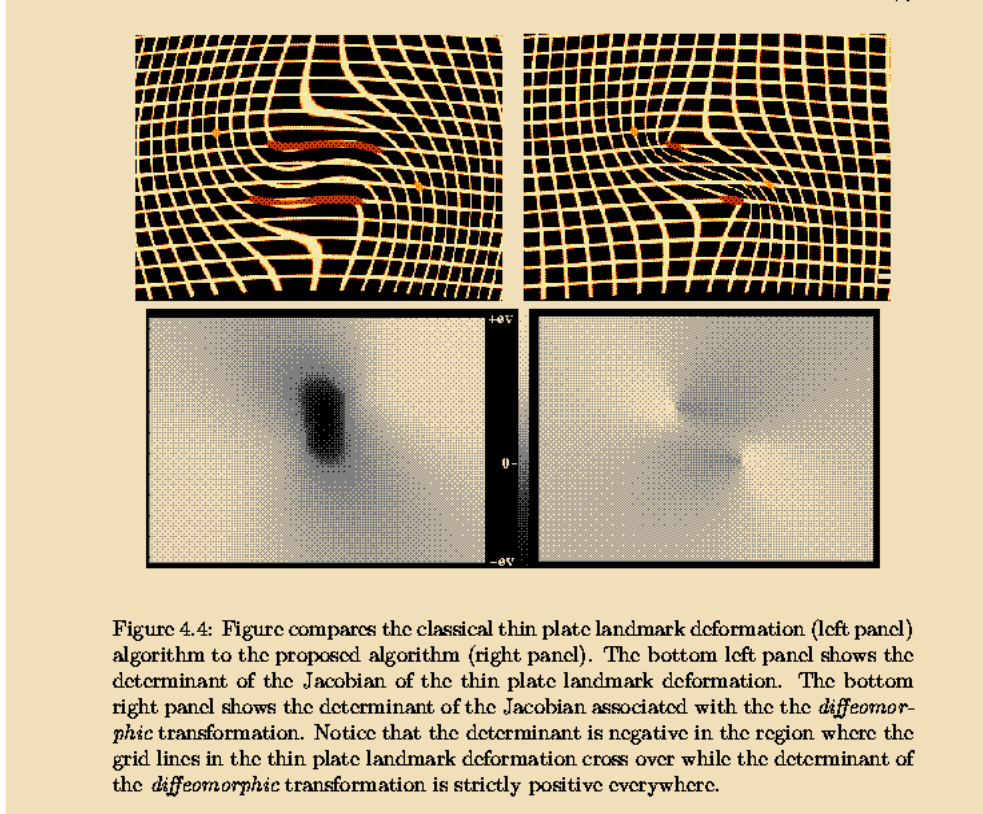 +ev
0-
-ev
Figure 4.4: Figure compares the classical thin plate landmark deformation (left panel)
algorithm to the proposed algorithm (right panel). The bottom left panel shows the
determinant of the Jacobian of the thin plate landmark deformation. The bottom
right panel shows the determinant of the Jacobian associated with the the diffeomor-
phic transformation. Notice that the determinant is negative in the region where the
grid lines in the thin plate landmark deformation cross over while the determinant of
the diffeomorphic transformation is strictly positive everywhere.